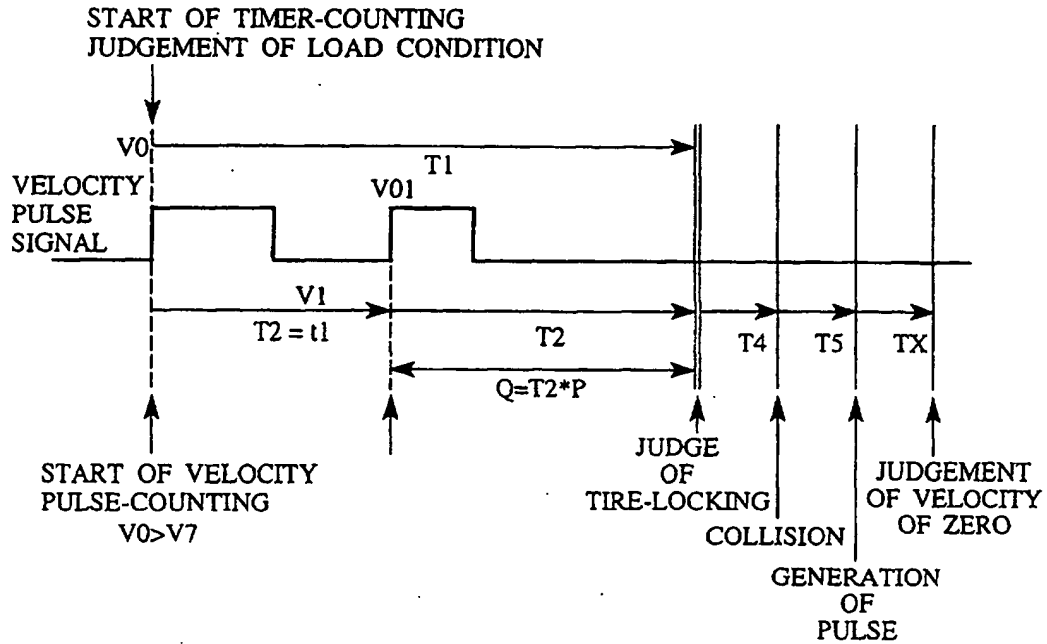 START OF TIMER-COUNTING
JUDGEMENT OF LOAD CONDITION
V0
T1
VELOCITY
PULSE
SIGNAL
V01
V1
T2 = t1
T2
T4
T5
TX
Q=T2*P
START OF VELOCITY
PULSE-COUNTING
V0>V7
JUDGE
OF
TIRE-LOCKING
COLLISION
GENERATION
OF
PULSE
JUDGEMENT
OF VELOCITY
OF ZERO